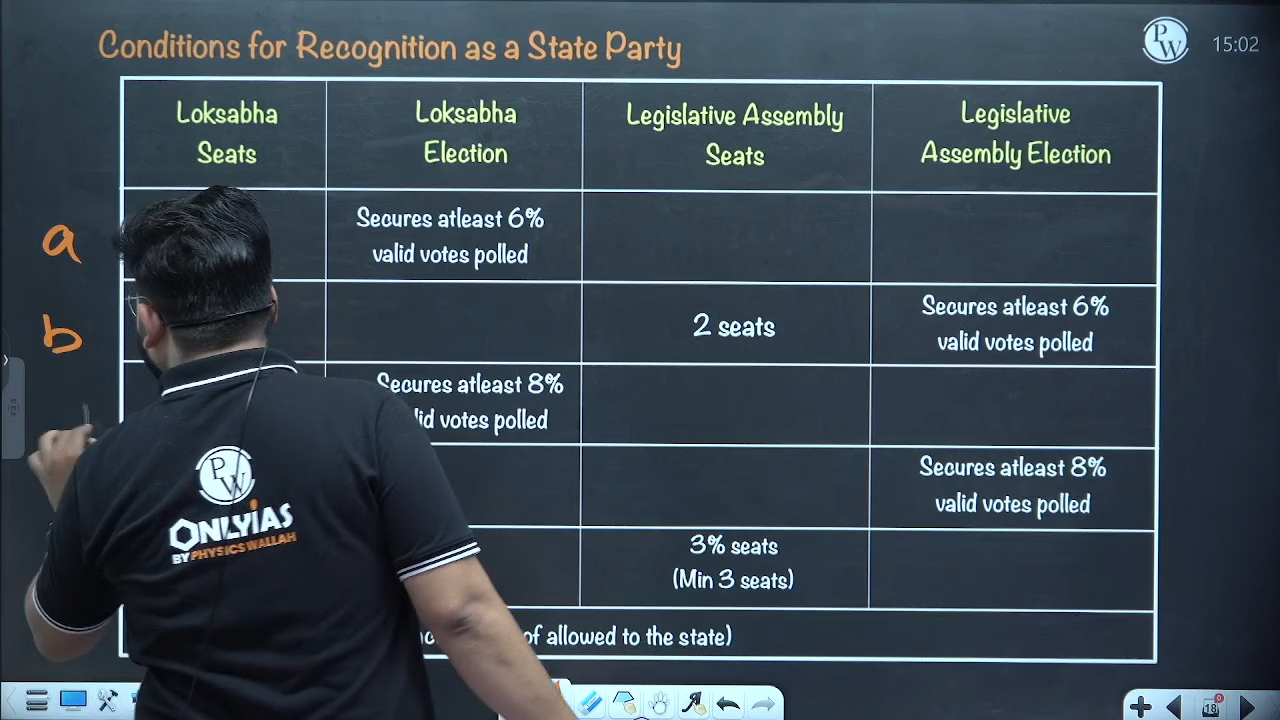 Conditions for Recognition as a State Party
PW
15:02
Loksabha
Seats
Loksabha
Election
Legislative Assembly
Seats
Legislative
Assembly Election
a
Secures atleast 6%
valid votes polled
b
2 seats
Secures atleast 6%
valid votes polled
Secures atleast 8%
votes polled
Secures atleast 8%
valid votes polled
3% seats
(Min 3 seats)
of allowed to the state)
PW
ONLYIAS
BY PHYSICS WALLAH
18